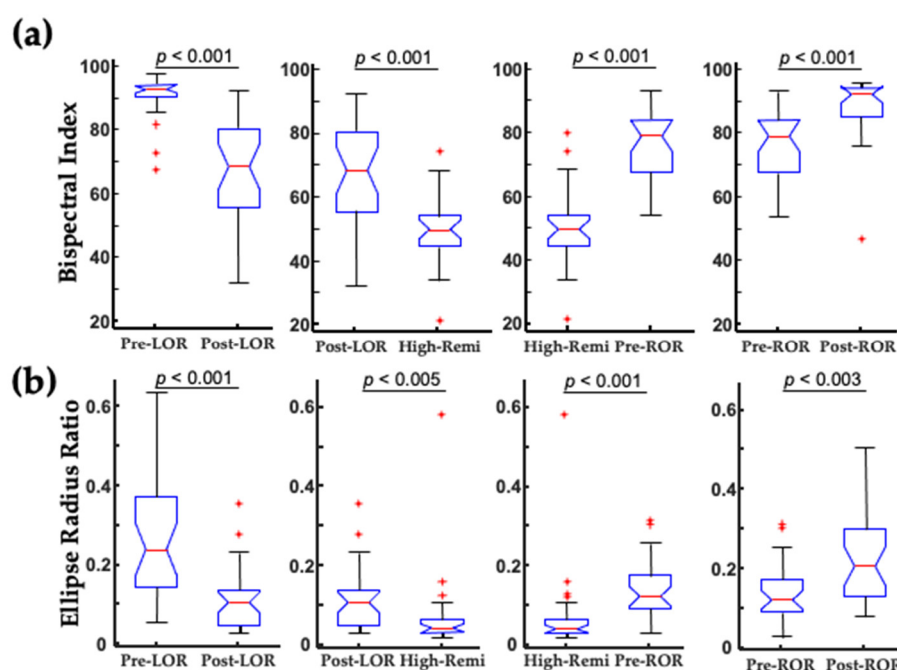 (a)
p < 0.001
p < 0.001
p < 0.001
p < 0.001
Bispectral Index
100
80
60
40
20
100
80
60
40
20
100
80
60
40
20
100
80
60
40
20
Pre-LOR Post-LOR
Post-LOR High-Remi
High-Remi Pre-ROR
Pre-ROR Post-ROR
(b)
p < 0.001
p < 0.005
p < 0.001
p < 0.003
Ellipse Radius Ratio
0.6
0.4
0.2
0
0.6
0.4
0.2
0
0.6
0.4
0.2
0
0.6
0.4
0.2
0
Pre-LOR Post-LOR
Post-LOR High-Remi
High-Remi Pre-ROR
Pre-ROR Post-ROR